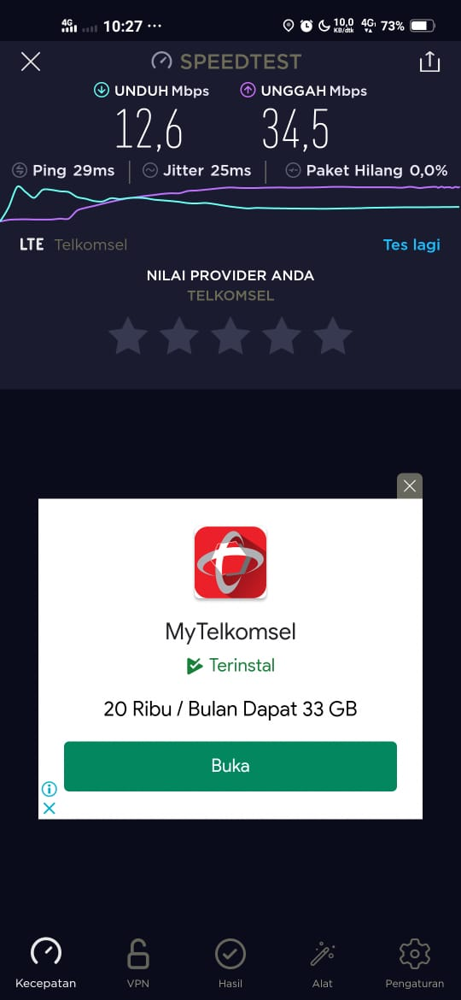 4G 10:27 ··· 10,0 KB/dtk 4G 73%
SPEEDTEST
UNDUH Mbps UNGGAH Mbps
12,6 34,5
Ping 29ms Jitter 25ms Paket Hilang 0,0%
LTE Telkomsel Tes lagi
NILAI PROVIDER ANDA
TELKOMSEL
MyTelkomsel
Terinstal
20 Ribu / Bulan Dapat 33 GB
Buka
Kecepatan VPN Hasil Alat Pengaturan